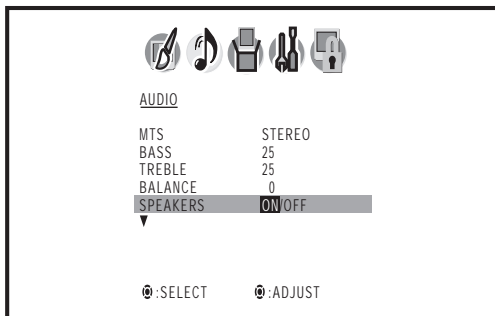 AUDIO
MTS STEREO
BASS 25
TREBLE 25
BALANCE 0
SPEAKERS ON/OFF
:SELECT :ADJUST